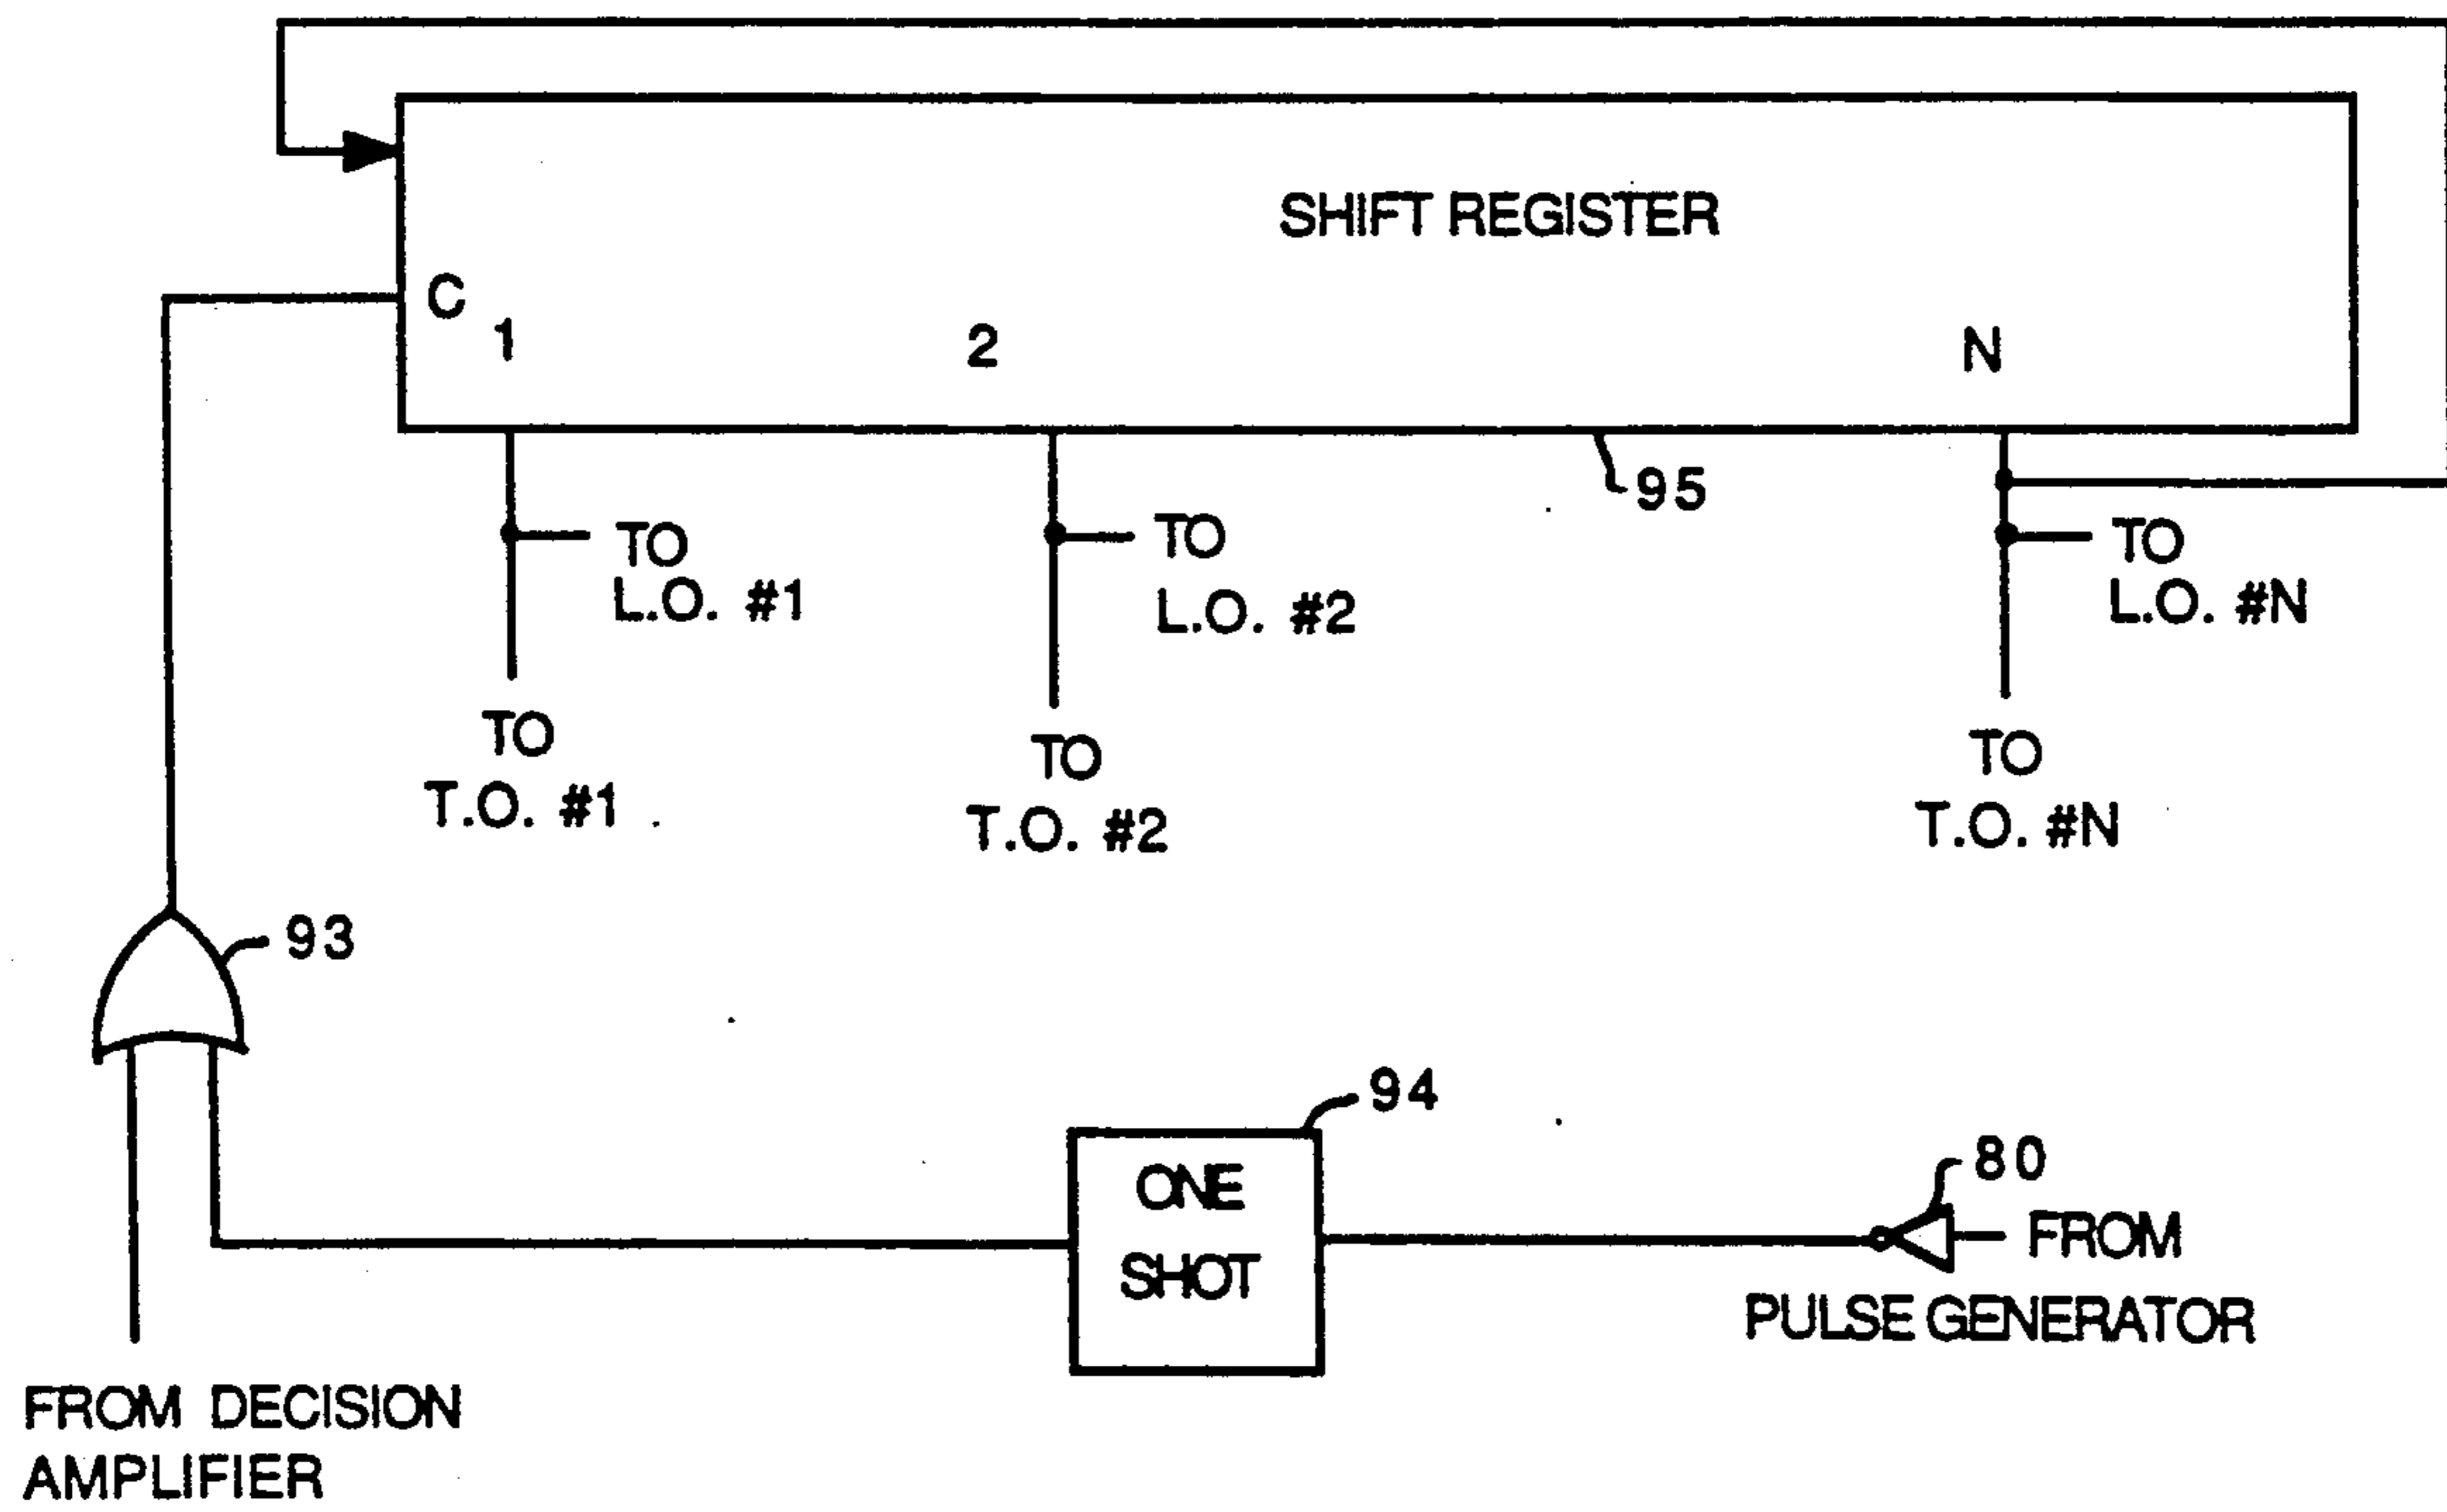 SHIFT REGISTER
C
1
2
N
95
TO
L.O. #1
TO
L.O. #2
TO
L.O. #N
TO
T.O. #1
TO
T.O. #2
TO
T.O. #N
93
94
ONE
SHOT
80
FROM
PULSE GENERATOR
FROM DECISION
AMPLIFIER